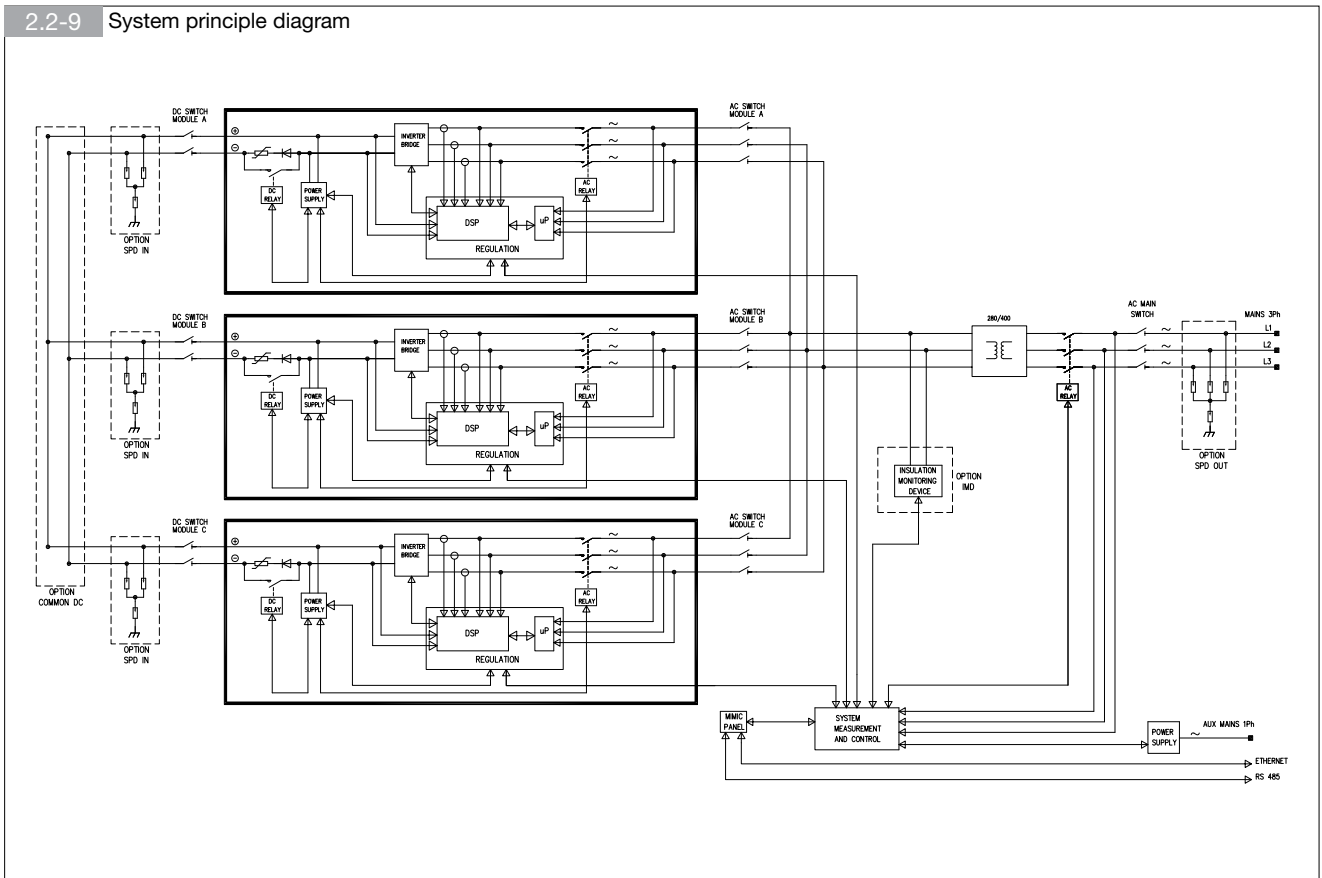 2.2-9 System principle diagram
DC SWITCH
MODULE A
AC SWITCH
MODULE A
INVERTER
BRIDGE
DC
RELAY
POWER
SUPPLY
AC
RELAY
DSP
uP
REGULATION
OPTION
SPD IN
DC SWITCH
MODULE B
AC SWITCH
MODULE B
INVERTER
BRIDGE
DC
RELAY
POWER
SUPPLY
AC
RELAY
DSP
uP
REGULATION
OPTION
SPD IN
280/400
AC MAIN
SWITCH
MAINS 3Ph
L1
L2
L3
AC
RELAY
OPTION
SPD OUT
INSULATION
MONITORING
DEVICE
OPTION
IMD
DC SWITCH
MODULE C
AC SWITCH
MODULE C
INVERTER
BRIDGE
DC
RELAY
POWER
SUPPLY
AC
RELAY
DSP
uP
REGULATION
OPTION
COMMON DC
OPTION
SPD IN
MIMIC
PANEL
SYSTEM
MEASUREMENT
AND CONTROL
POWER
SUPPLY
AUX MAINS 1Ph
ETHERNET
RS 485